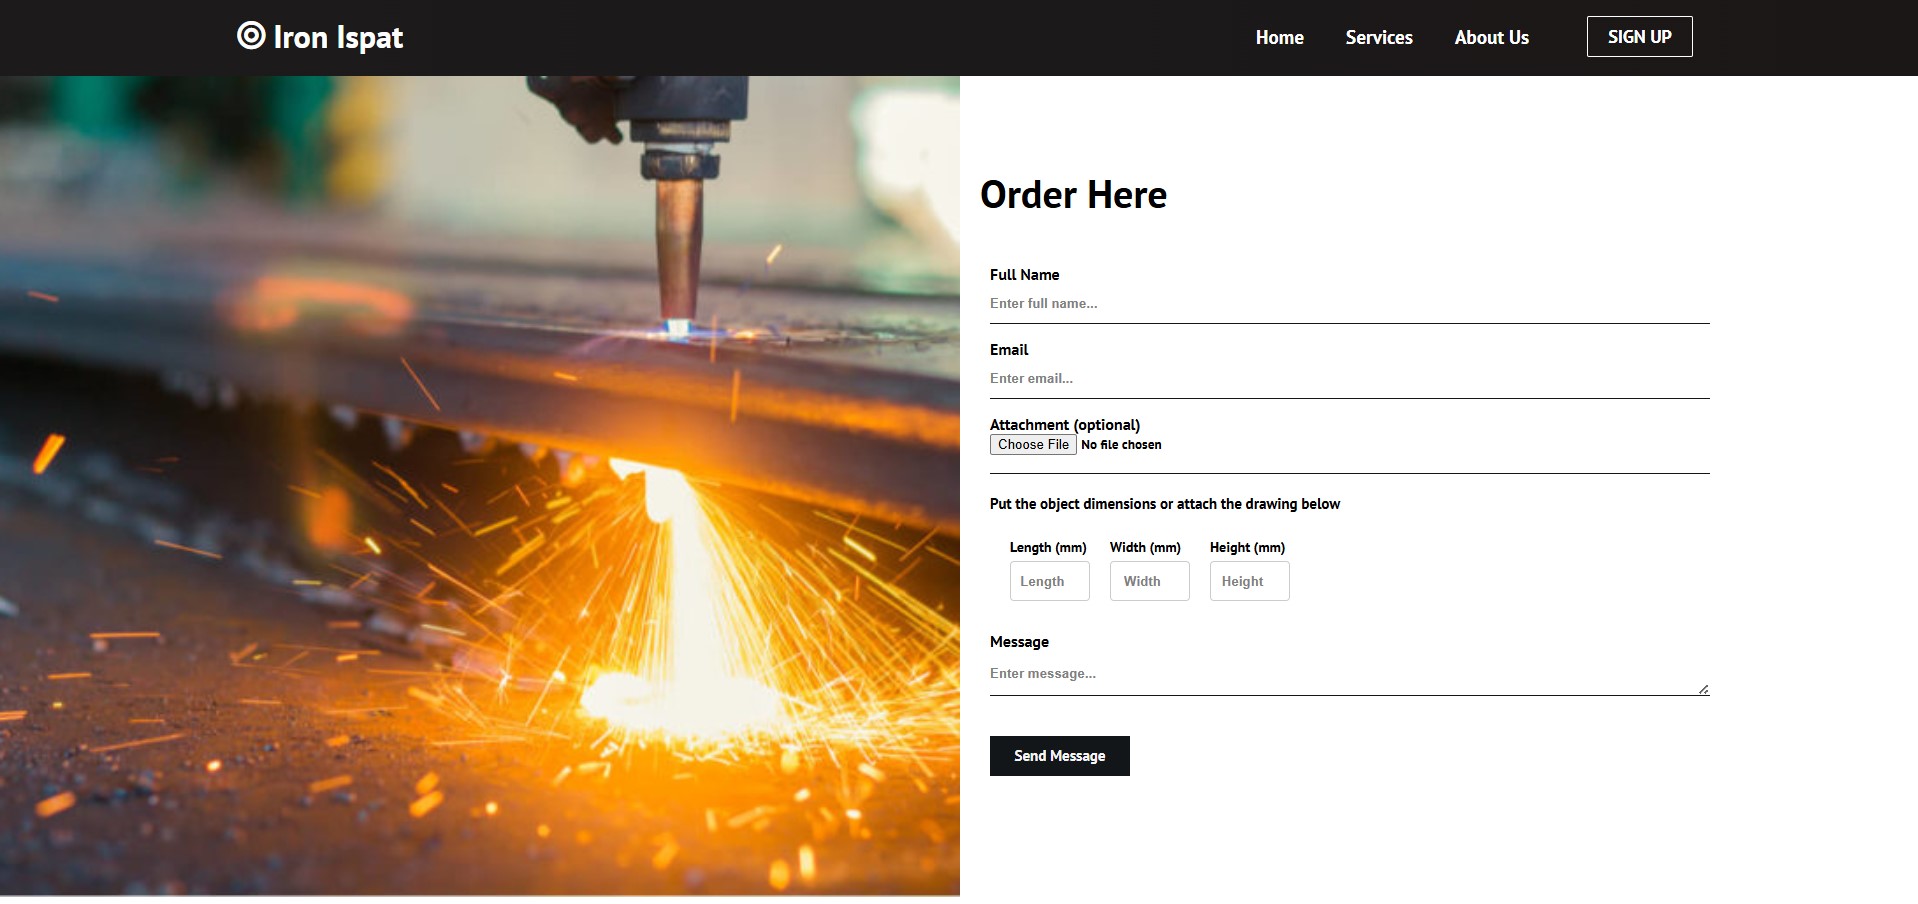 Iron Ispat
Home Services About Us SIGN UP
Order Here
Full Name
Enter full name...
Email
Enter email...
Attachment (optional)
Choose File No file chosen
Put the object dimensions or attach the drawing below
Length (mm) Width (mm) Height (mm)
Length Width Height
Message
Enter message...
Send Message